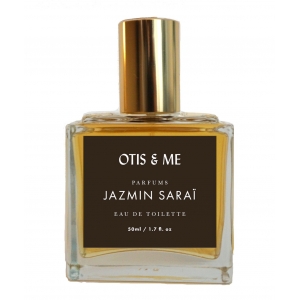 OTIS & ME
PARFUMS
JAZMIN SARAÏ
EAU DE TOILETTE
50ml / 1.7 fl. oz